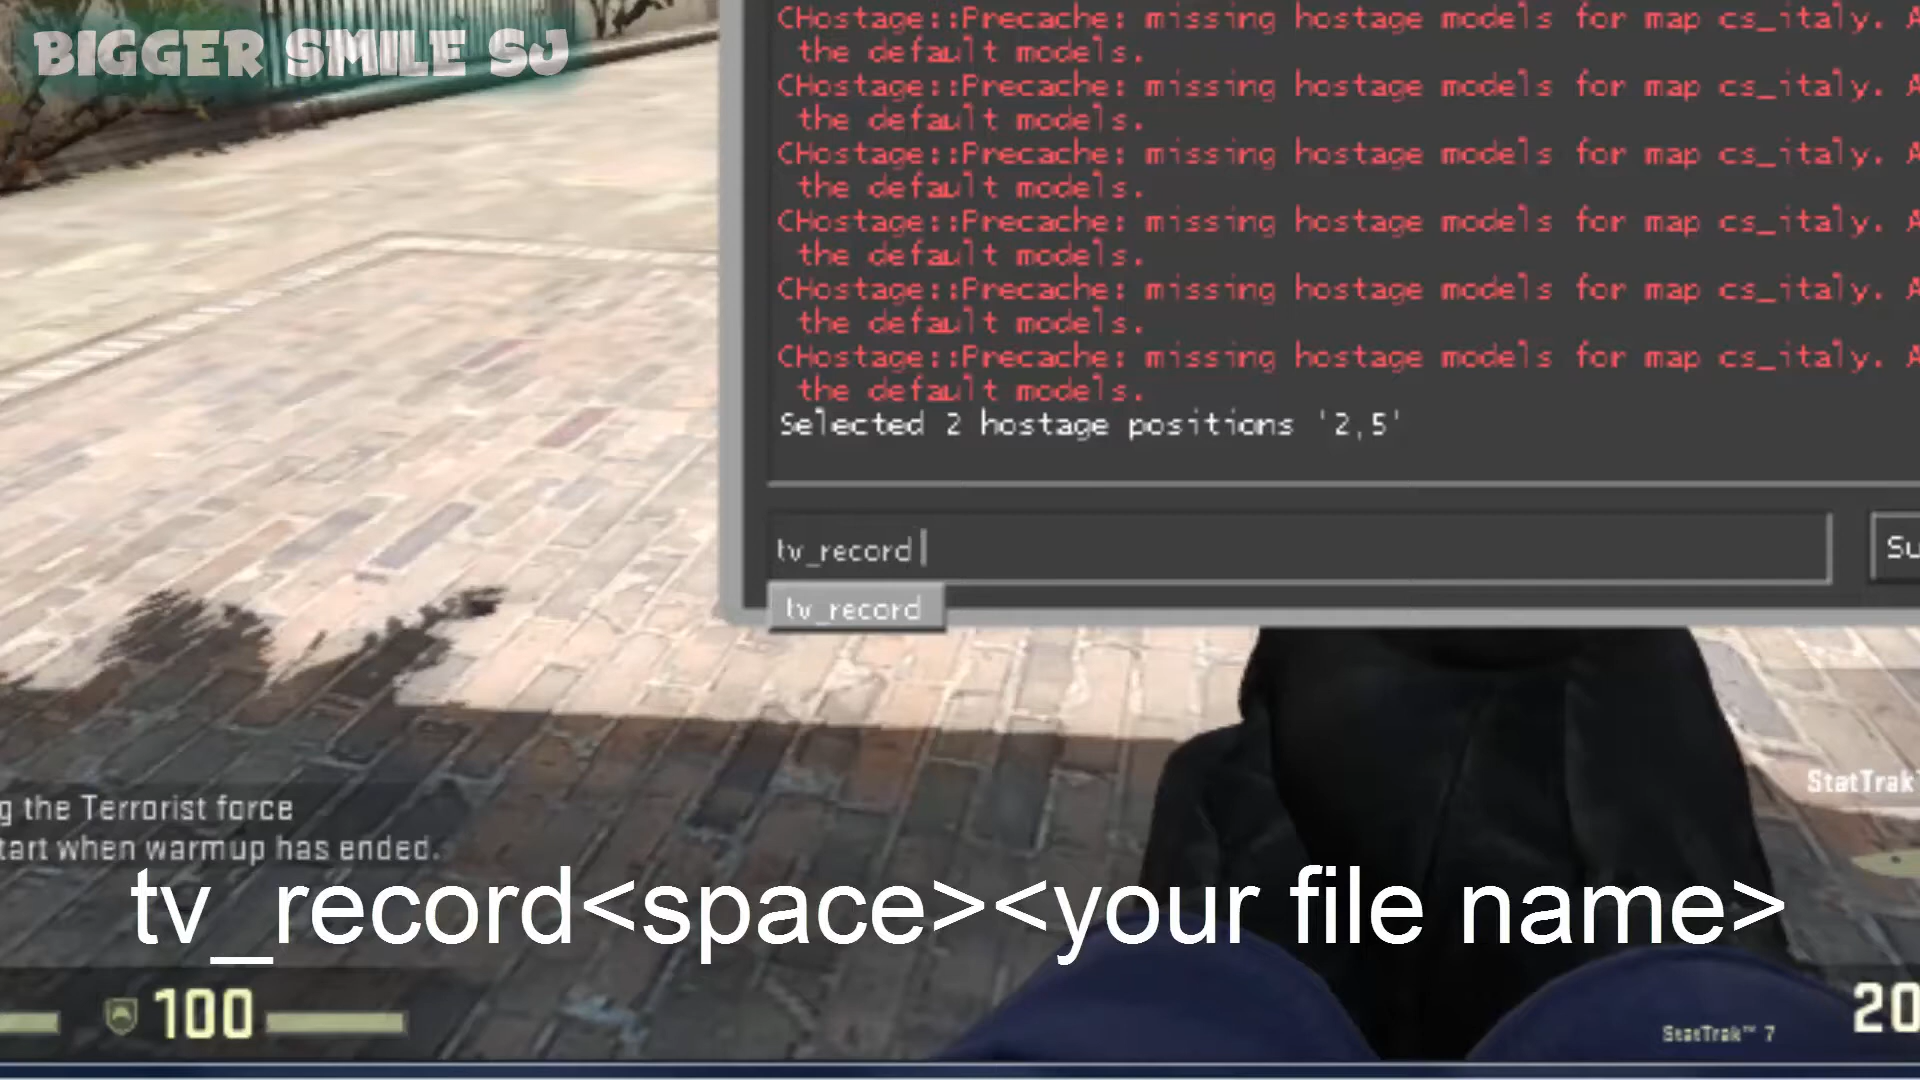 BIGGER SMILE SJ
CHostage::Precache: missing hostage models for map cs_italy. A
the default models.
CHostage::Precache: missing hostage models for map cs_italy. A
the default models.
CHostage::Precache: missing hostage models for map cs_italy. A
the default models.
CHostage::Precache: missing hostage models for map cs_italy. A
the default models.
CHostage::Precache: missing hostage models for map cs_italy. A
the default models.
CHostage::Precache: missing hostage models for map cs_italy. A
the default models.
Selected 2 hostage positions '2,5'
tv_record
Su
tv_record
StatTrak™
g the Terrorist force
tart when warmup has ended.
tv_record<space><your file name>
100
StatTrak™ 7
20